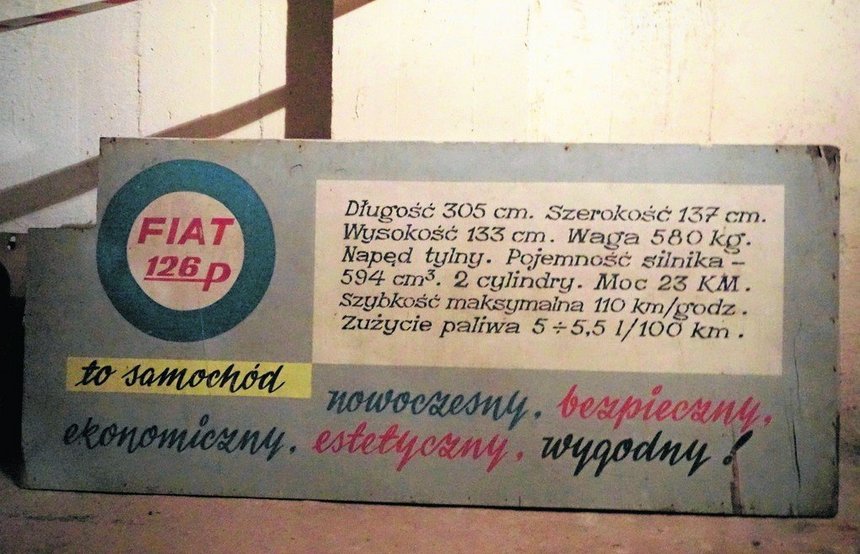 FIAT
126p
Długość 305 cm. Szerokość 137 cm.
Wysokość 133 cm. Waga 580 kg.
Napęd tylny. Pojemność silnika –
594 cm³. 2 cylindry. Moc 23 KM.
Szybkość maksymalna 110 km/godz.
Zużycie paliwa 5÷5,5 l/100 km.
to samochód
nowoczesny, bezpieczny,
ekonomiczny, estetyczny, wygodny!